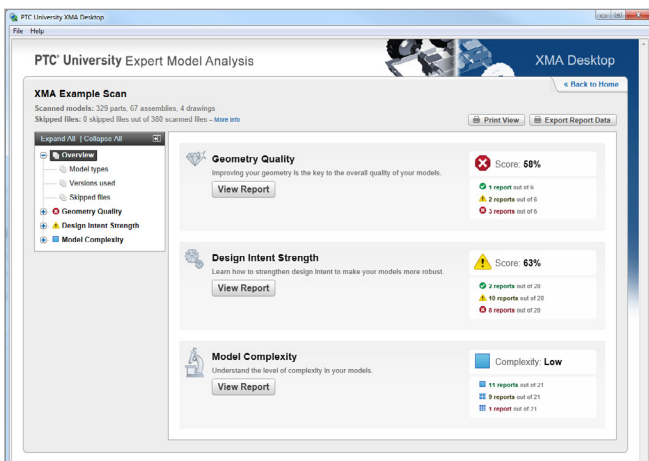 PTC University XMA Desktop
File Help
PTC® University Expert Model Analysis
XMA Desktop
« Back to Home
XMA Example Scan
Scanned models: 329 parts, 67 assemblies, 4 drawings
Skipped files: 0 skipped files out of 380 scanned files – More info
Print View
Export Report Data
Expand All | Collapse All
Overview
Model types
Versions used
Skipped files
Geometry Quality
Design Intent Strength
Model Complexity
Geometry Quality
Improving your geometry is the key to the overall quality of your models.
View Report
Score: 58%
1 report out of 6
2 reports out of 6
3 reports out of 6
Design Intent Strength
Learn how to strengthen design intent to make your models more robust.
View Report
Score: 63%
2 reports out of 20
10 reports out of 20
8 reports out of 20
Model Complexity
Understand the level of complexity in your models.
View Report
Complexity: Low
11 reports out of 21
9 reports out of 21
1 report out of 21